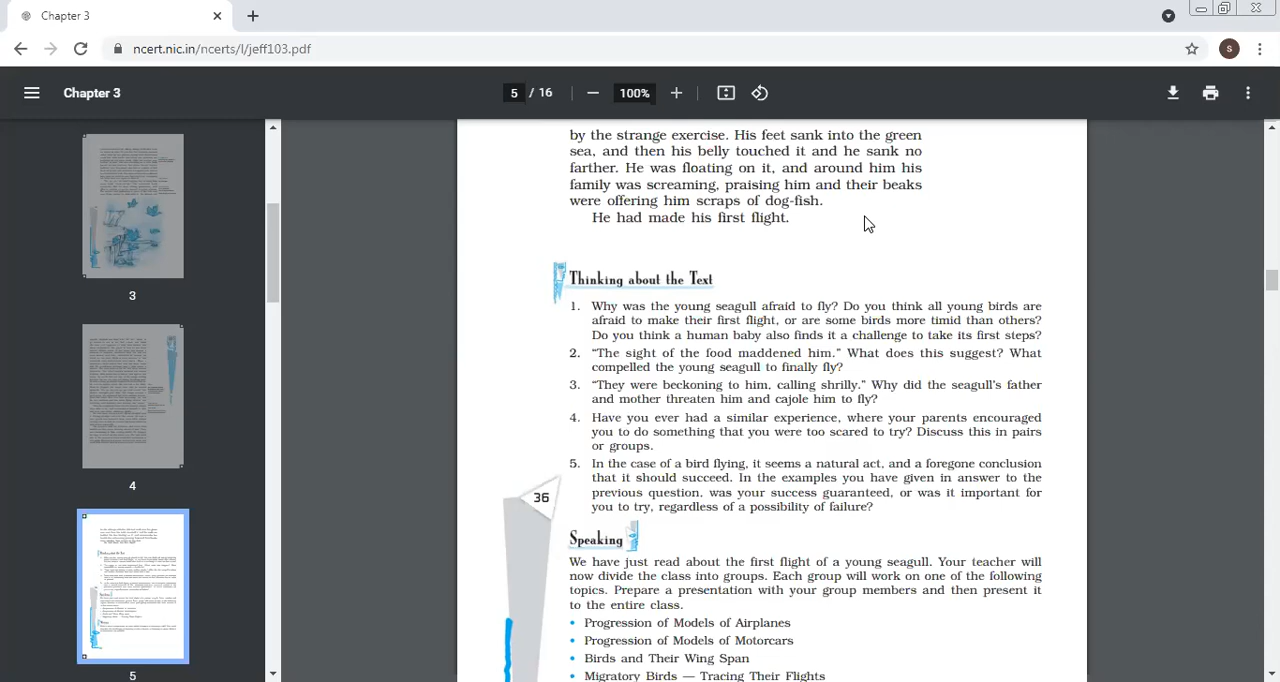 Chapter 3
ncert.nic.in/ncerts/l/jeff103.pdf
S
Chapter 3
5 / 16
100%
3
4
5
by the strange exercise. His feet sank into the green
sea, and then his belly touched it and he sank no
farther. He was floating on it, and around him his
family was screaming, praising him and their beaks
were offering him scraps of dog-fish.
He had made his first flight.
Thinking about the Text
1. Why was the young seagull afraid to fly? Do you think all young birds are
afraid to make their first flight, or are some birds more timid than others?
Do you think a human baby also finds it a challenge to take its first steps?
2. “The sight of the food maddened him.” What does this suggest? What
compelled the young seagull to finally fly?
3. “They were beckoning to him, calling shrilly.” Why did the seagull's father
and mother threaten him and cajole him to fly?
4. Have you ever had a similar experience, where your parents encouraged
you to do something that you were too scared to try? Discuss this in pairs
or groups.
5. In the case of a bird flying, it seems a natural act, and a foregone conclusion
that it should succeed. In the examples you have given in answer to the
previous question, was your success guaranteed, or was it important for
you to try, regardless of a possibility of failure?
36
Speaking
We have just read about the first flight of a young seagull. Your teacher will
now divide the class into groups. Each group will work on one of the following
topics. Prepare a presentation with your group members and then present it
to the entire class.
• Progression of Models of Airplanes
• Progression of Models of Motorcars
• Birds and Their Wing Span
• Migratory Birds — Tracing Their Flights